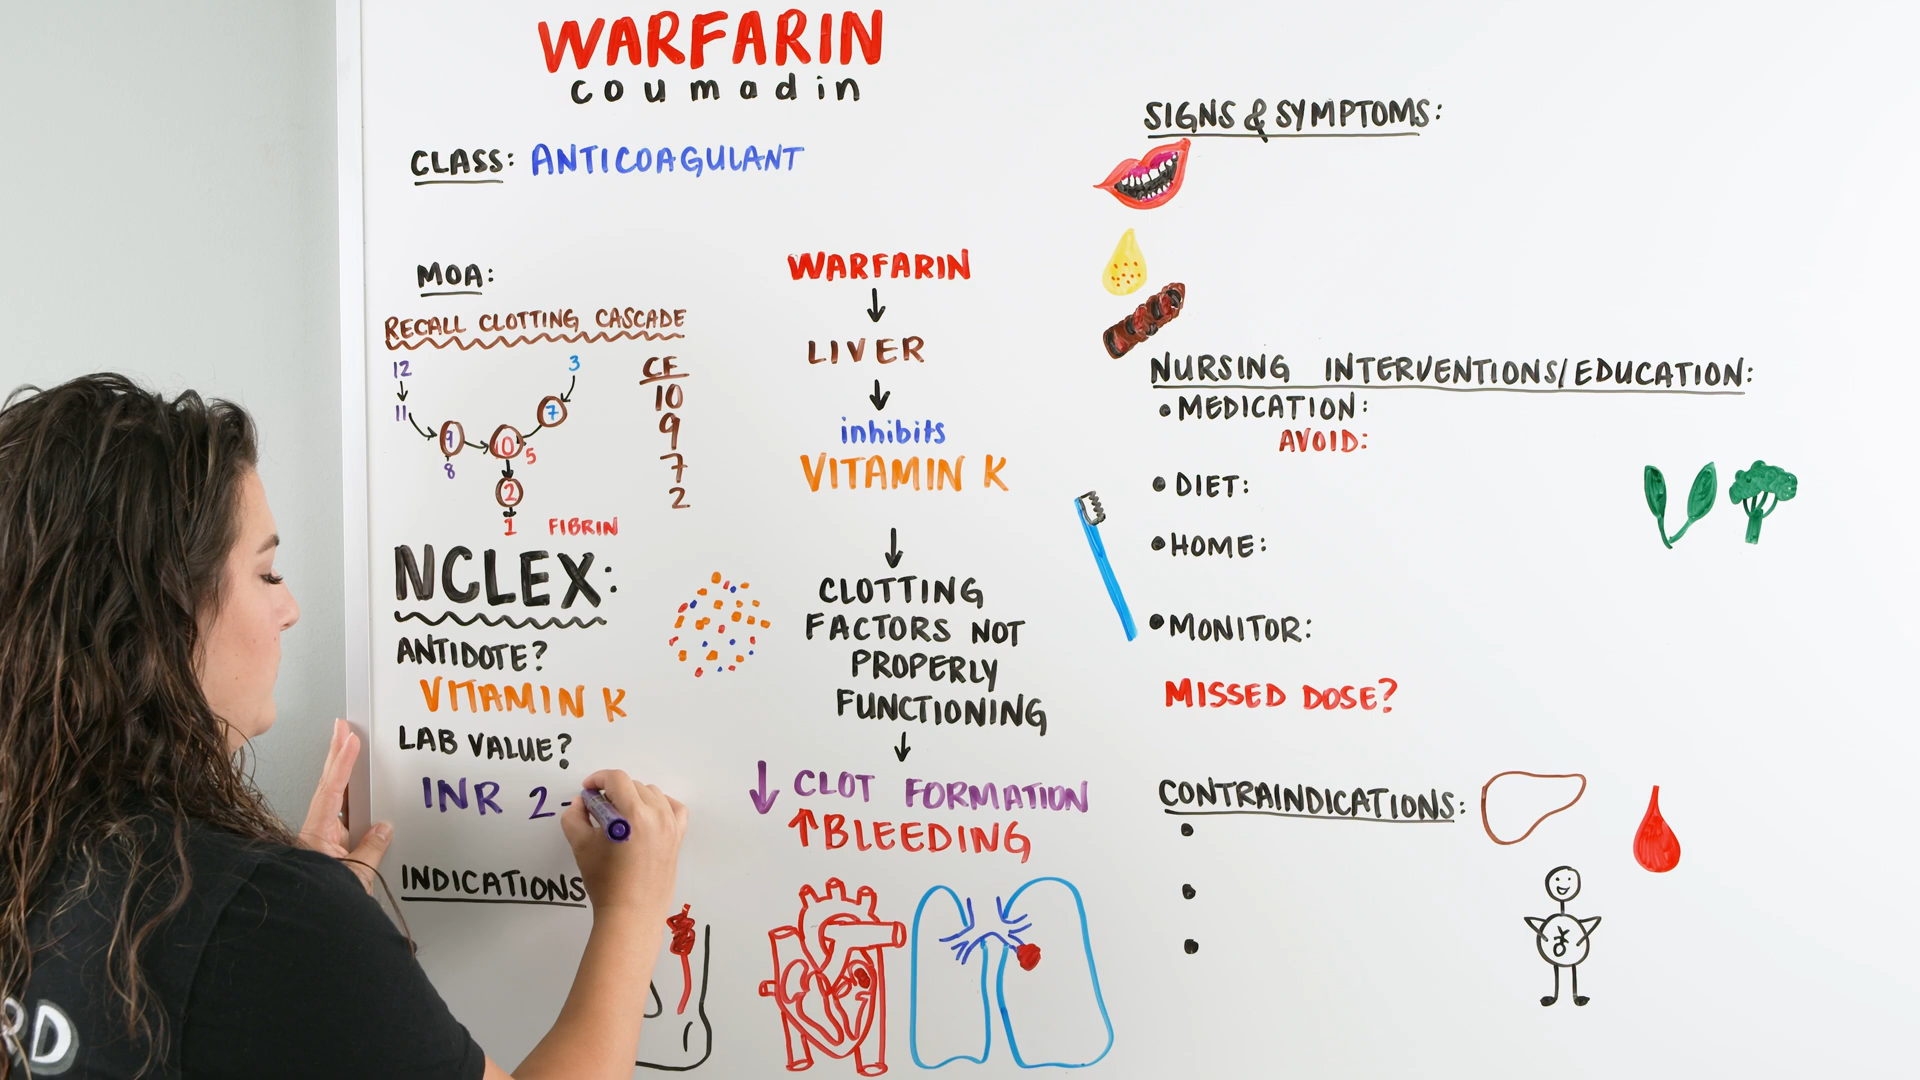 WARFARIN
coumadin
CLASS: ANTICOAGULANT
MOA:
RECALL CLOTTING CASCADE
12
3
11
7
9
10
5
8
2
1 FIBRIN
CF
10
9
7
2
NCLEX:
ANTIDOTE?
VITAMIN K
LAB VALUE?
INR 2-
INDICATIONS
WARFARIN
↓
LIVER
↓
inhibits
VITAMIN K
↓
CLOTTING
FACTORS NOT
PROPERLY
FUNCTIONING
↓
↓ CLOT FORMATION
↑ BLEEDING
SIGNS & SYMPTOMS:
NURSING INTERVENTIONS/EDUCATION:
• MEDICATION:
AVOID:
• DIET:
• HOME:
• MONITOR:
MISSED DOSE?
CONTRAINDICATIONS:
RD